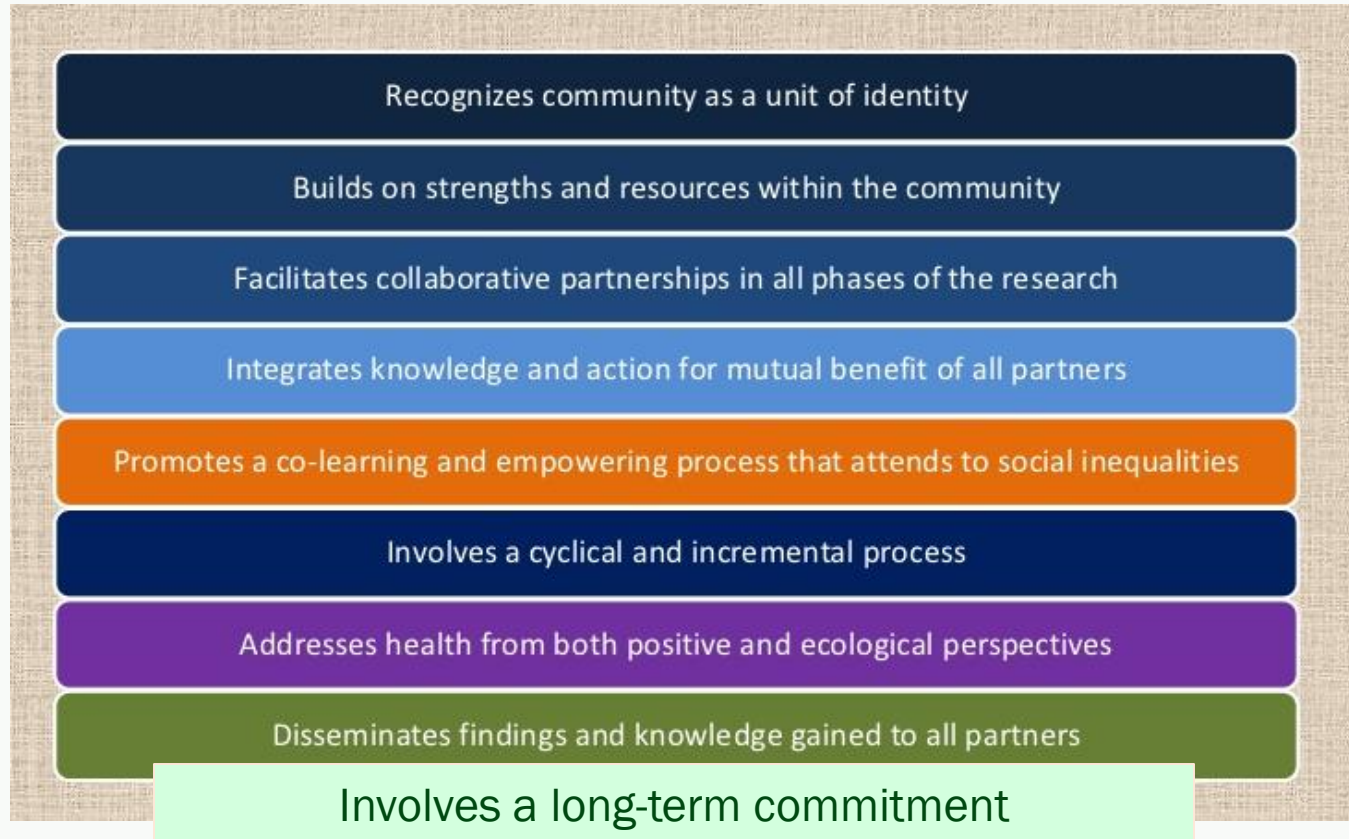 Recognizes community as a unit of identity
Builds on strengths and resources within the community
Facilitates collaborative partnerships in all phases of the research
Integrates knowledge and action for mutual benefit of all partners
Promotes a co-learning and empowering process that attends to social inequalities
Involves a cyclical and incremental process
Addresses health from both positive and ecological perspectives
Disseminates findings and knowledge gained to all partners
Involves a long-term commitment